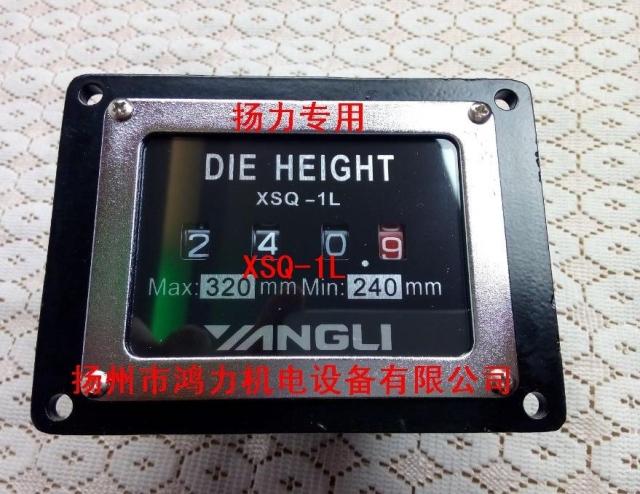 扬力专用
DIE HEIGHT
XSQ-1L
2 4 0.9
XSQ-1L
Max: 320 mm Min: 240 mm
YANGLI
扬州市鸿力机电设备有限公司